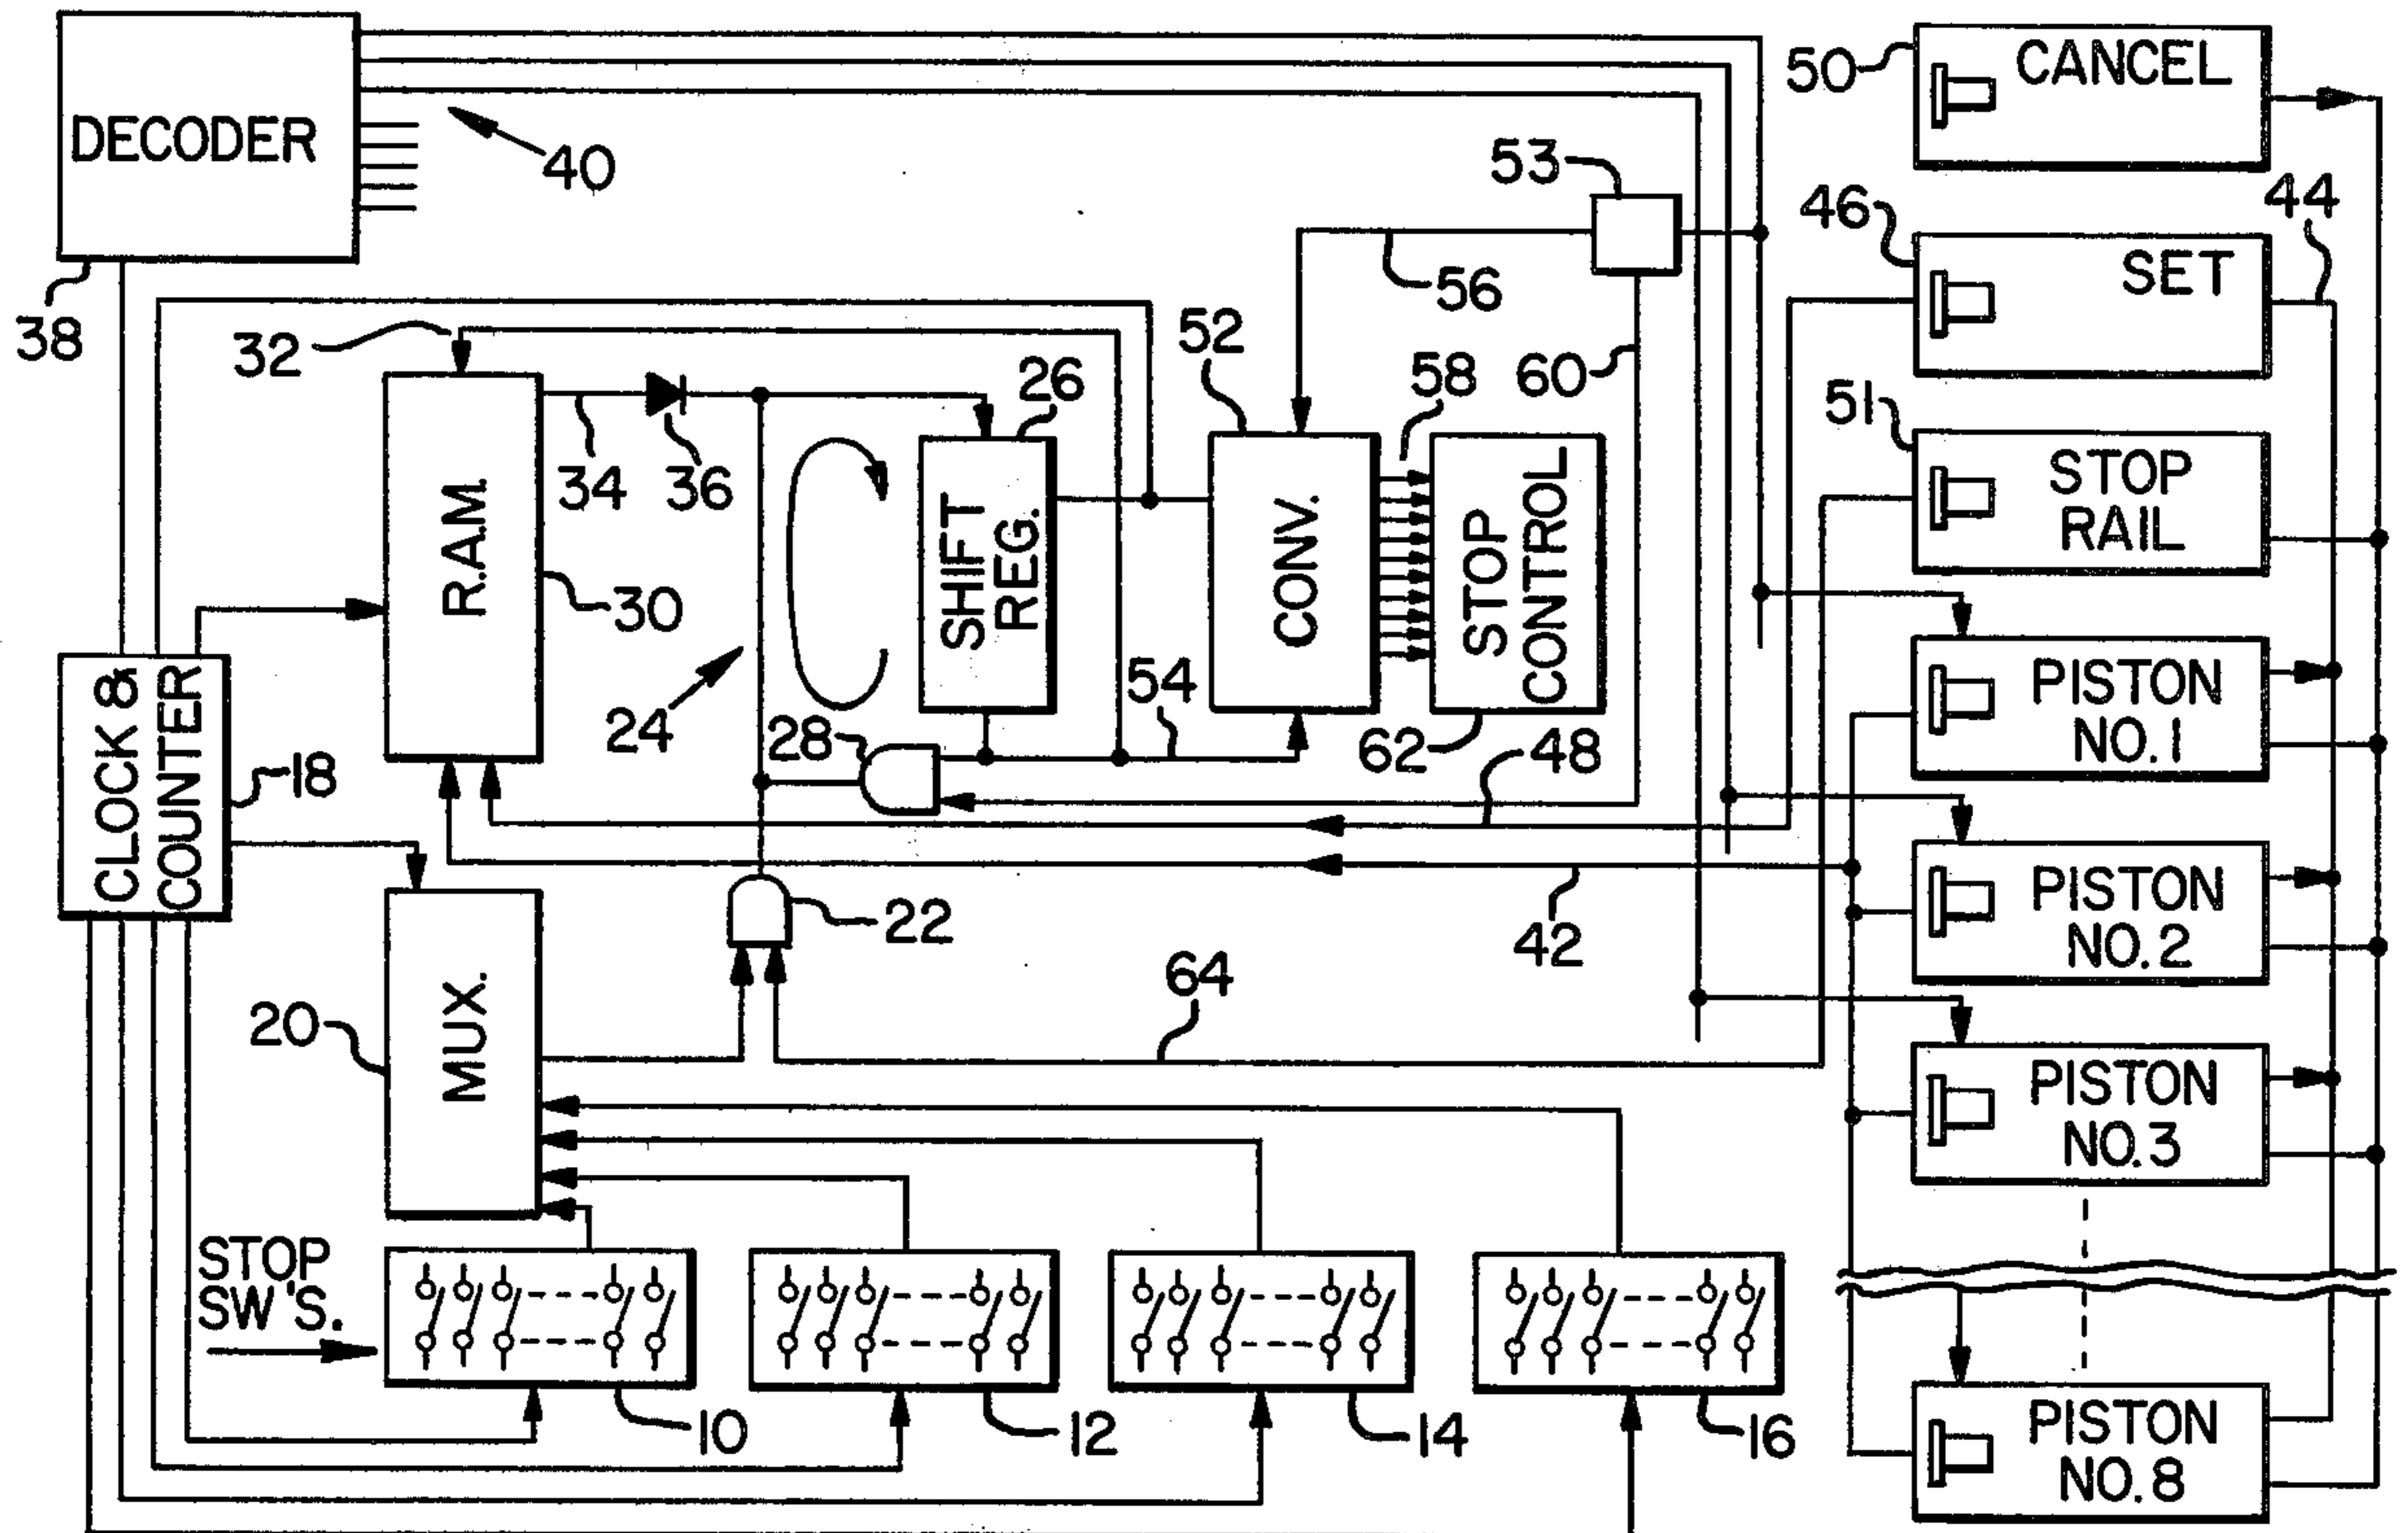 DECODER
40
38
50
CANCEL
46
SET
44
53
56
60
51
STOP
RAIL
32
34
36
26
52
58
R.A.M.
30
SHIFT
REG.
CONV.
STOP
CONTROL
62
24
28
54
48
CLOCK &
COUNTER
18
PISTON
NO. 1
PISTON
NO. 2
PISTON
NO. 3
PISTON
NO. 8
22
42
64
20
MUX.
STOP
SW'S.
10
12
14
16